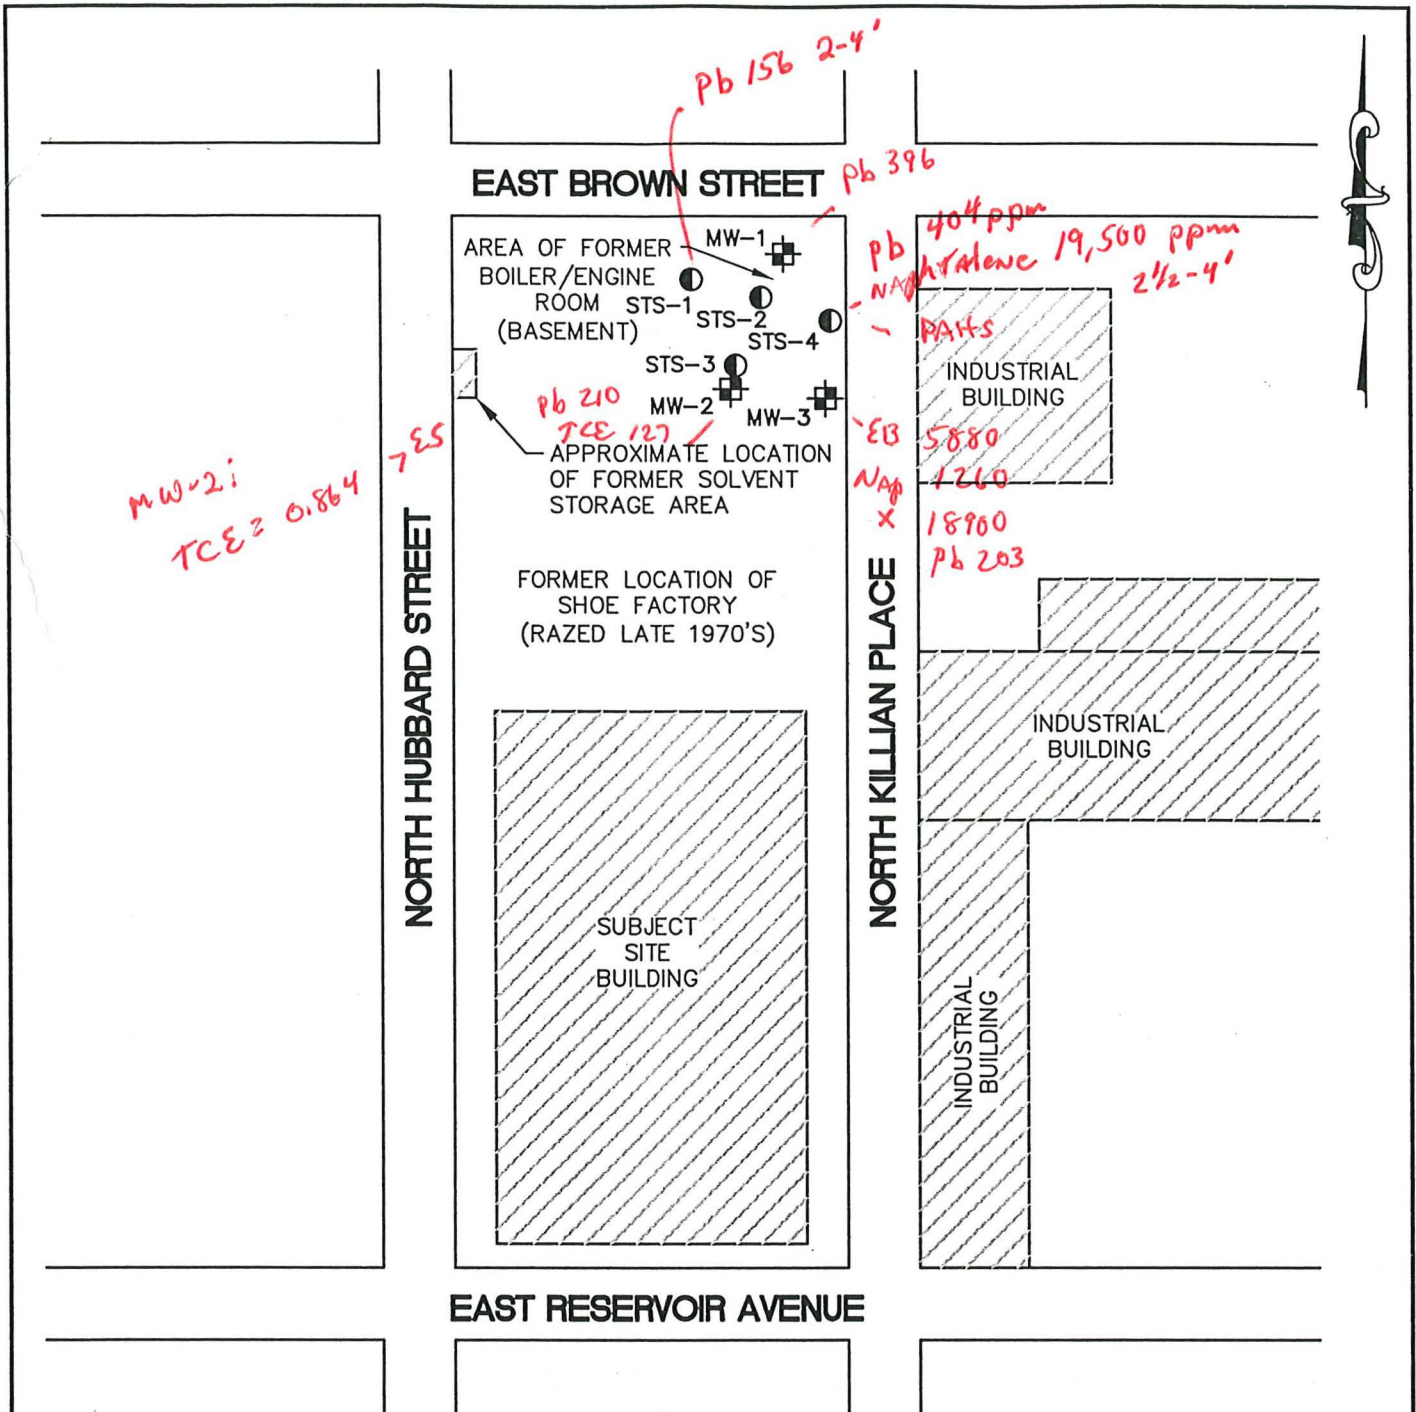 Pb 156 2-4'
EAST BROWN STREET
Pb 396
AREA OF FORMER
BOILER/ENGINE
ROOM
(BASEMENT)
MW-1
STS-1
STS-2
STS-4
STS-3
MW-2
MW-3
Pb 404 ppm
NAphtAlene 19,500 ppm
2 1/2-4'
PAHS
INDUSTRIAL
BUILDING
Pb 210
TCE 127
APPROXIMATE LOCATION
OF FORMER SOLVENT
STORAGE AREA
EB 5880
NAp 1260
X 18900
Pb 203
MW-2:
TCE = 0.864 > ES
FORMER LOCATION OF
SHOE FACTORY
(RAZED LATE 1970'S)
NORTH HUBBARD STREET
NORTH KILLIAN PLACE
INDUSTRIAL
BUILDING
SUBJECT
SITE
BUILDING
INDUSTRIAL
BUILDING
EAST RESERVOIR AVENUE